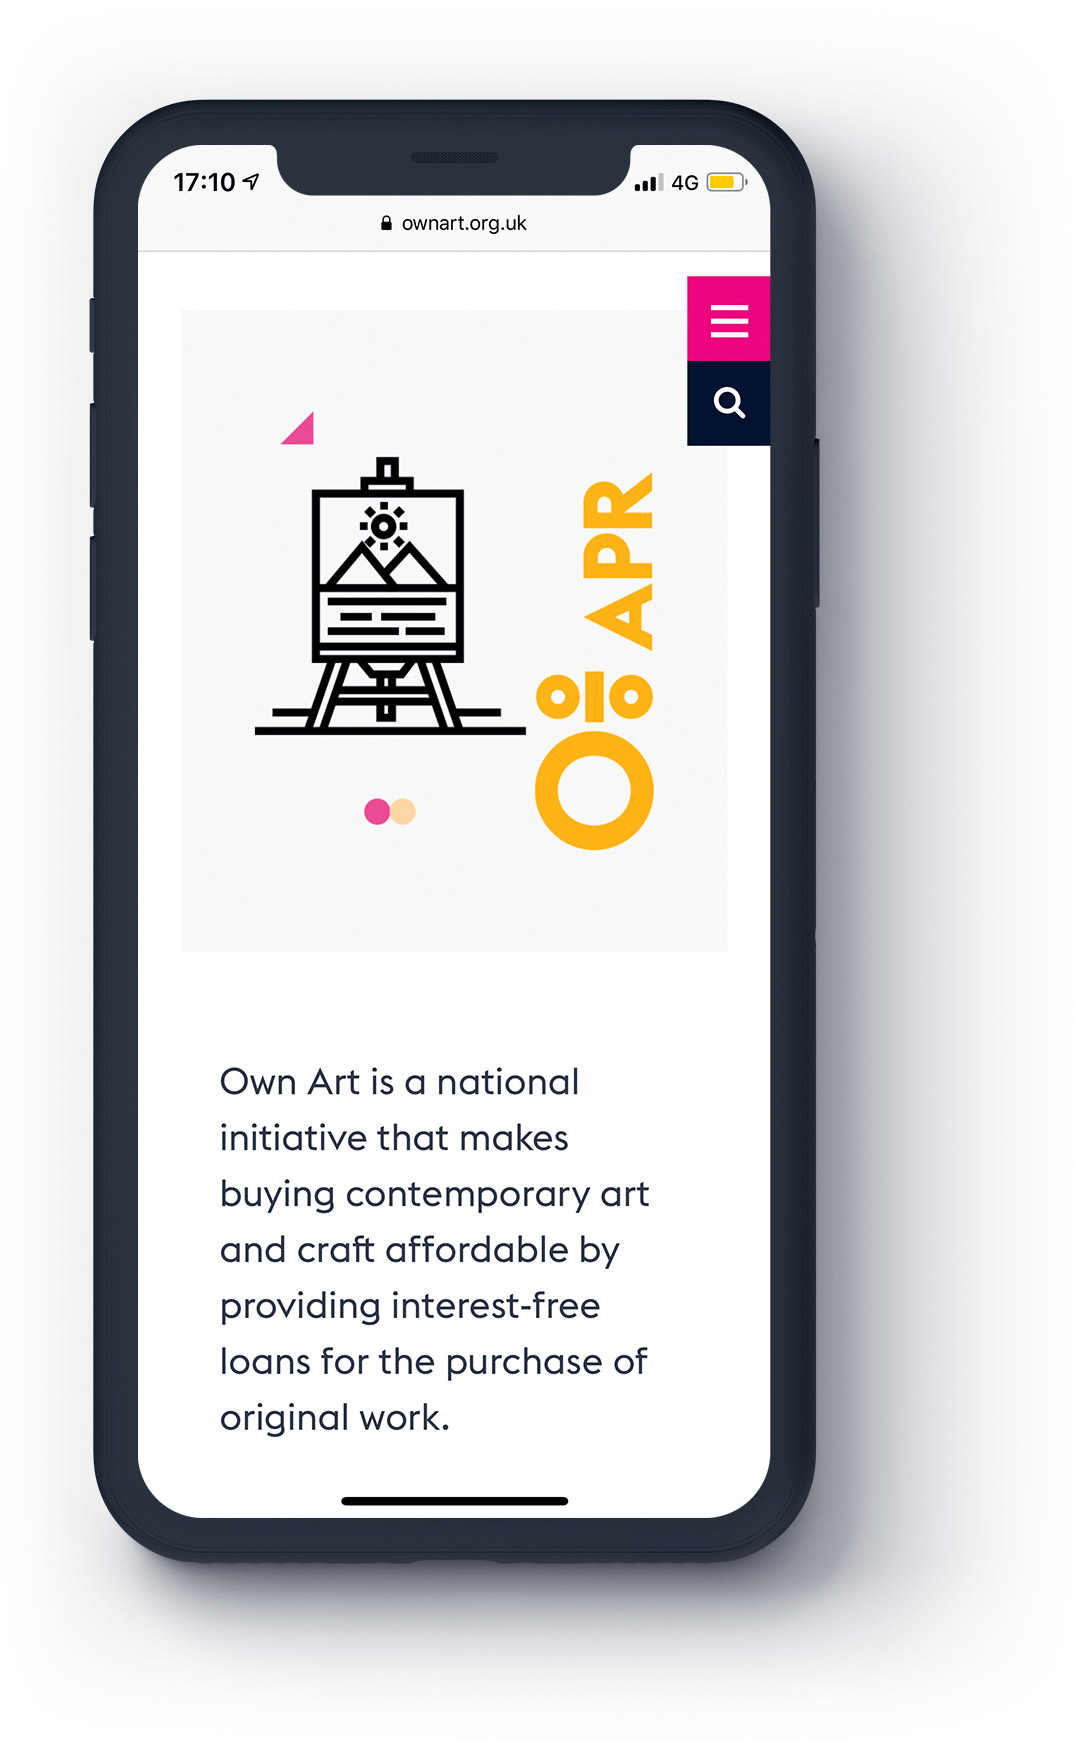 17:10
4G
ownart.org.uk
0% APR
Own Art is a national
initiative that makes
buying contemporary art
and craft affordable by
providing interest-free
loans for the purchase of
original work.